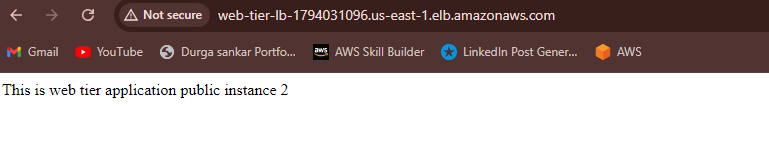 Not secure web-tier-lb-1794031096.us-east-1.elb.amazonaws.com
Gmail YouTube Durga sankar Portfo... aws AWS Skill Builder LinkedIn Post Gener... AWS
This is web tier application public instance 2